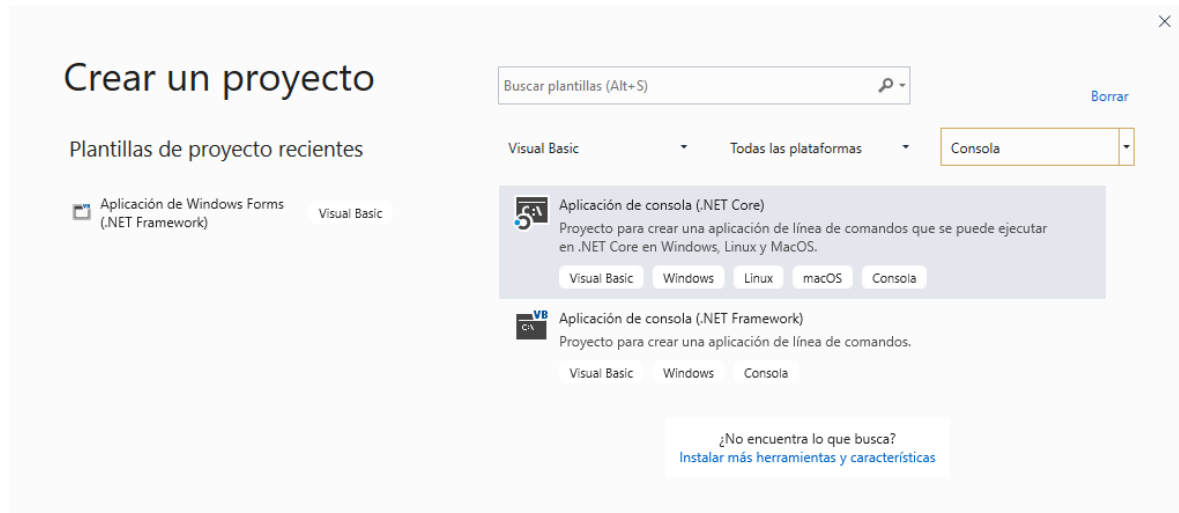 Crear un proyecto
Buscar plantillas (Alt+S)
Borrar
Plantillas de proyecto recientes
Visual Basic
Todas las plataformas
Consola
Aplicación de Windows Forms
(.NET Framework)
Visual Basic
Aplicación de consola (.NET Core)
Proyecto para crear una aplicación de línea de comandos que se puede ejecutar
en .NET Core en Windows, Linux y MacOS.
Visual Basic Windows Linux macOS Consola
VB
C:\
Aplicación de consola (.NET Framework)
Proyecto para crear una aplicación de línea de comandos.
Visual Basic Windows Consola
¿No encuentra lo que busca?
Instalar más herramientas y características